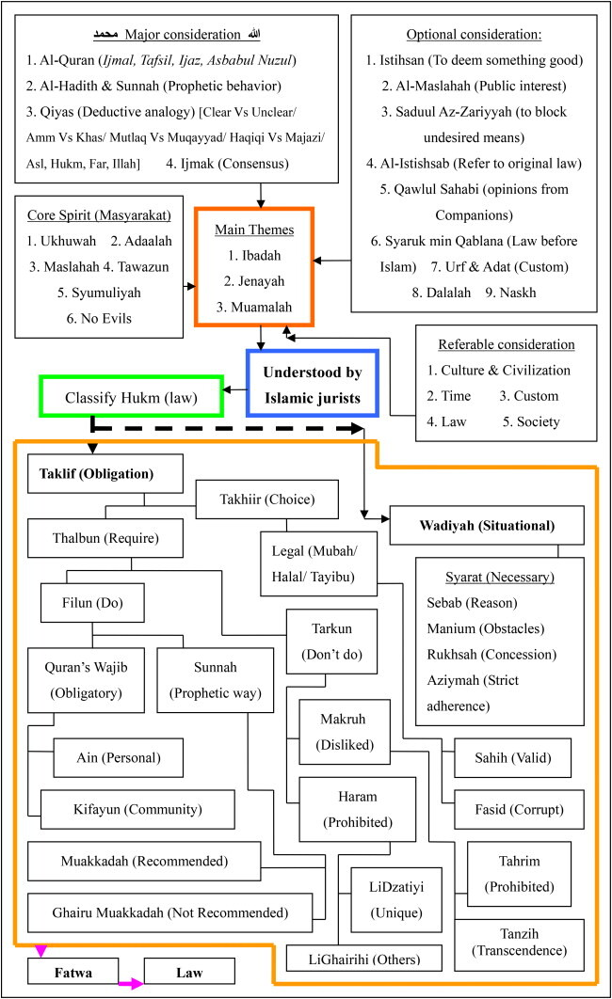 محمد Major consideration الله
1. Al-Quran (Ijmal, Tafsil, Ijaz, Asbabul Nuzul)
2. Al-Hadith & Sunnah (Prophetic behavior)
3. Qiyas (Deductive analogy) [Clear Vs Unclear/
Amm Vs Khas/ Mutlaq Vs Muqayyad/ Haqiqi Vs Majazi/
Asl, Hukm, Far, Illah] 4. Ijmak (Consensus)
Optional consideration:
1. Istihsan (To deem something good)
2. Al-Maslahah (Public interest)
3. Saduul Az-Zariyyah (to block
undesired means)
4. Al-Istishsab (Refer to original law)
5. Qawlul Sahabi (opinions from
Companions)
6. Syaruk min Qablana (Law before
Islam) 7. Urf & Adat (Custom)
8. Dalalah 9. Naskh
Core Spirit (Masyarakat)
1. Ukhuwah 2. Adaalah
3. Maslahah 4. Tawazun
5. Syumuliyah
6. No Evils
Main Themes
1. Ibadah
2. Jenayah
3. Muamalah
Referable consideration
1. Culture & Civilization
2. Time 3. Custom
4. Law 5. Society
Understood by
Islamic jurists
Classify Hukm (law)
Taklif (Obligation)
Takhiir (Choice)
Wadiyah (Situational)
Thalbun (Require)
Legal (Mubah/
Halal/ Tayibu)
Syarat (Necessary)
Sebab (Reason)
Manium (Obstacles)
Rukhsah (Concession)
Aziymah (Strict
adherence)
Filun (Do)
Tarkun
(Don't do)
Quran's Wajib
(Obligatory)
Sunnah
(Prophetic way)
Makruh
(Disliked)
Ain (Personal)
Sahih (Valid)
Kifayun (Community)
Haram
(Prohibited)
Fasid (Corrupt)
Muakkadah (Recommended)
Tahrim
(Prohibited)
LiDzatiyi
(Unique)
Ghairu Muakkadah (Not Recommended)
Tanzih
(Transcendence)
LiGhairihi (Others)
Fatwa
Law